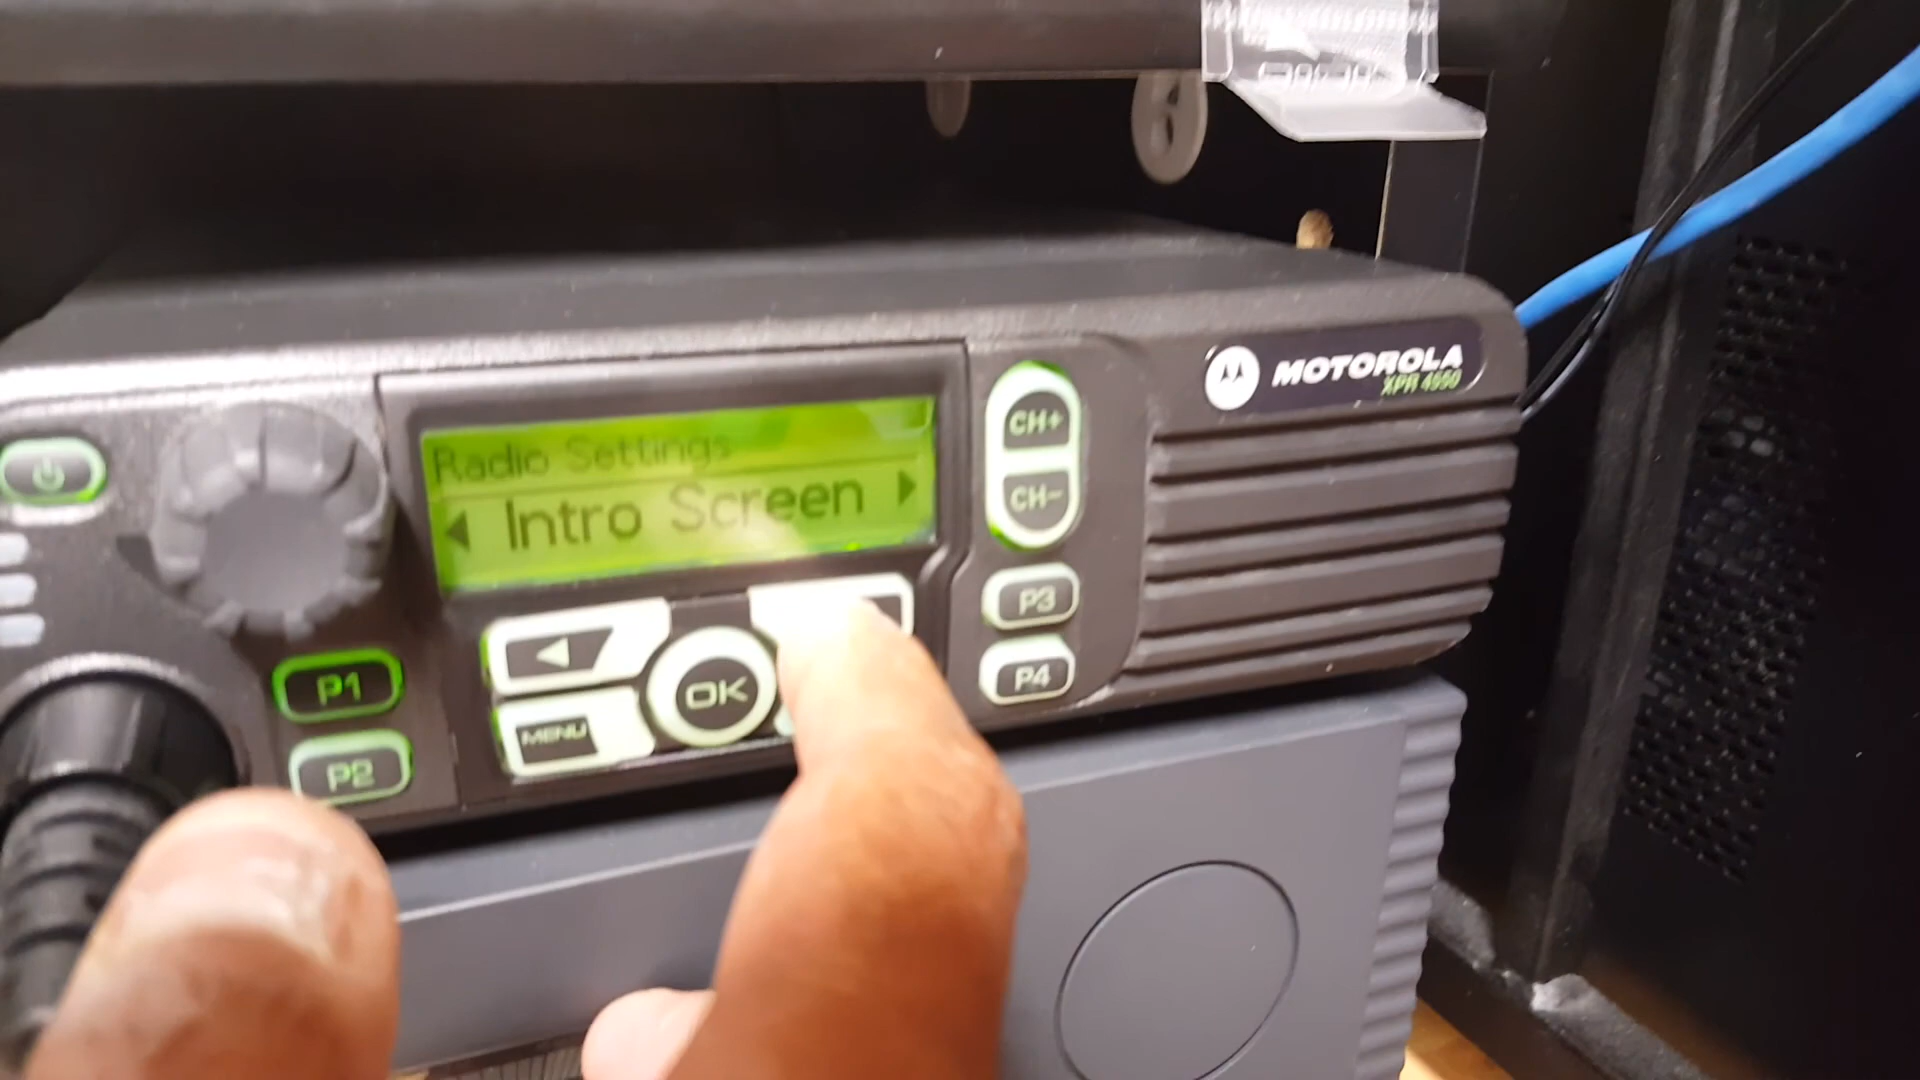 MOTOROLA
XPR 4550
Radio Settings
Intro Screen
CH+
CH-
P3
P4
P1
P2
OK
MENU